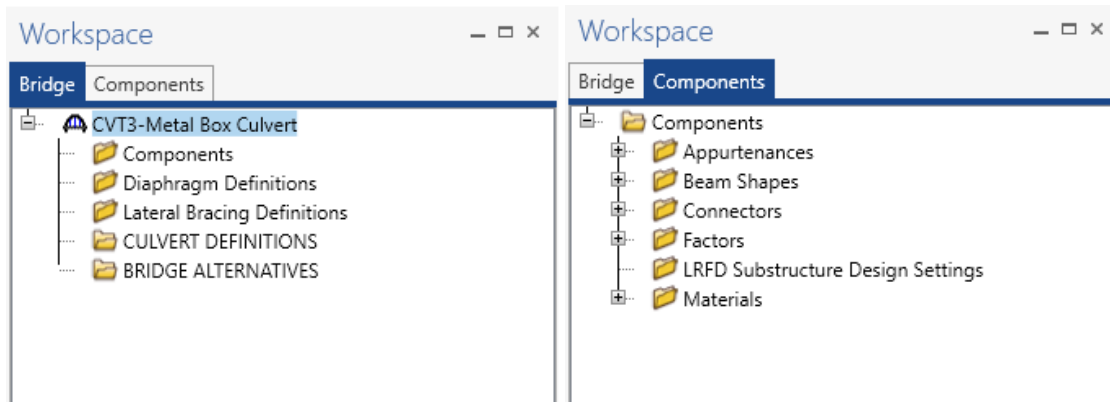 Workspace
Bridge Components
CVT3-Metal Box Culvert
Components
Diaphragm Definitions
Lateral Bracing Definitions
CULVERT DEFINITIONS
BRIDGE ALTERNATIVES
Workspace
Bridge Components
Components
Appurtenances
Beam Shapes
Connectors
Factors
LRFD Substructure Design Settings
Materials